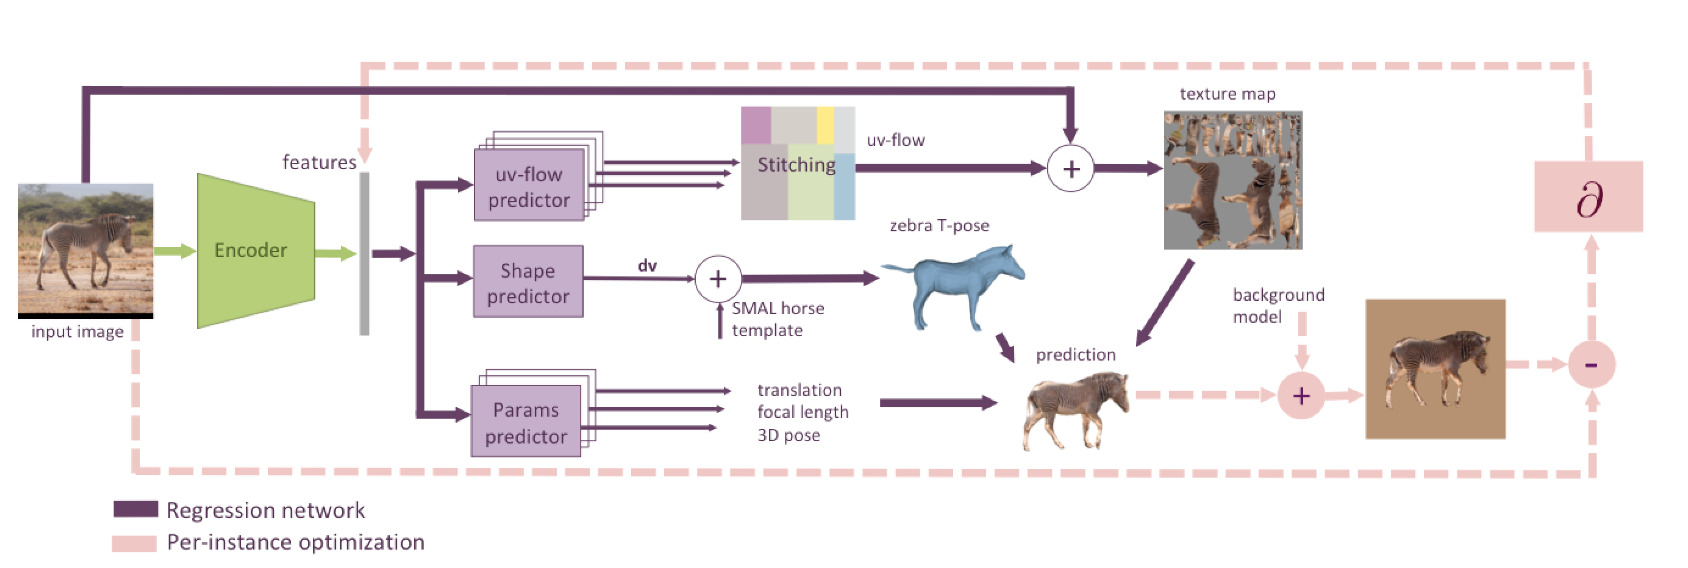 texture map
features
uv-flow
Stitching
uv-flow
predictor
+
zebra T-pose
∂
Encoder
dv
+
Shape
predictor
SMAL horse
template
background
model
input image
prediction
-
translation
focal length
3D pose
+
Params
predictor
Regression network
Per-instance optimization